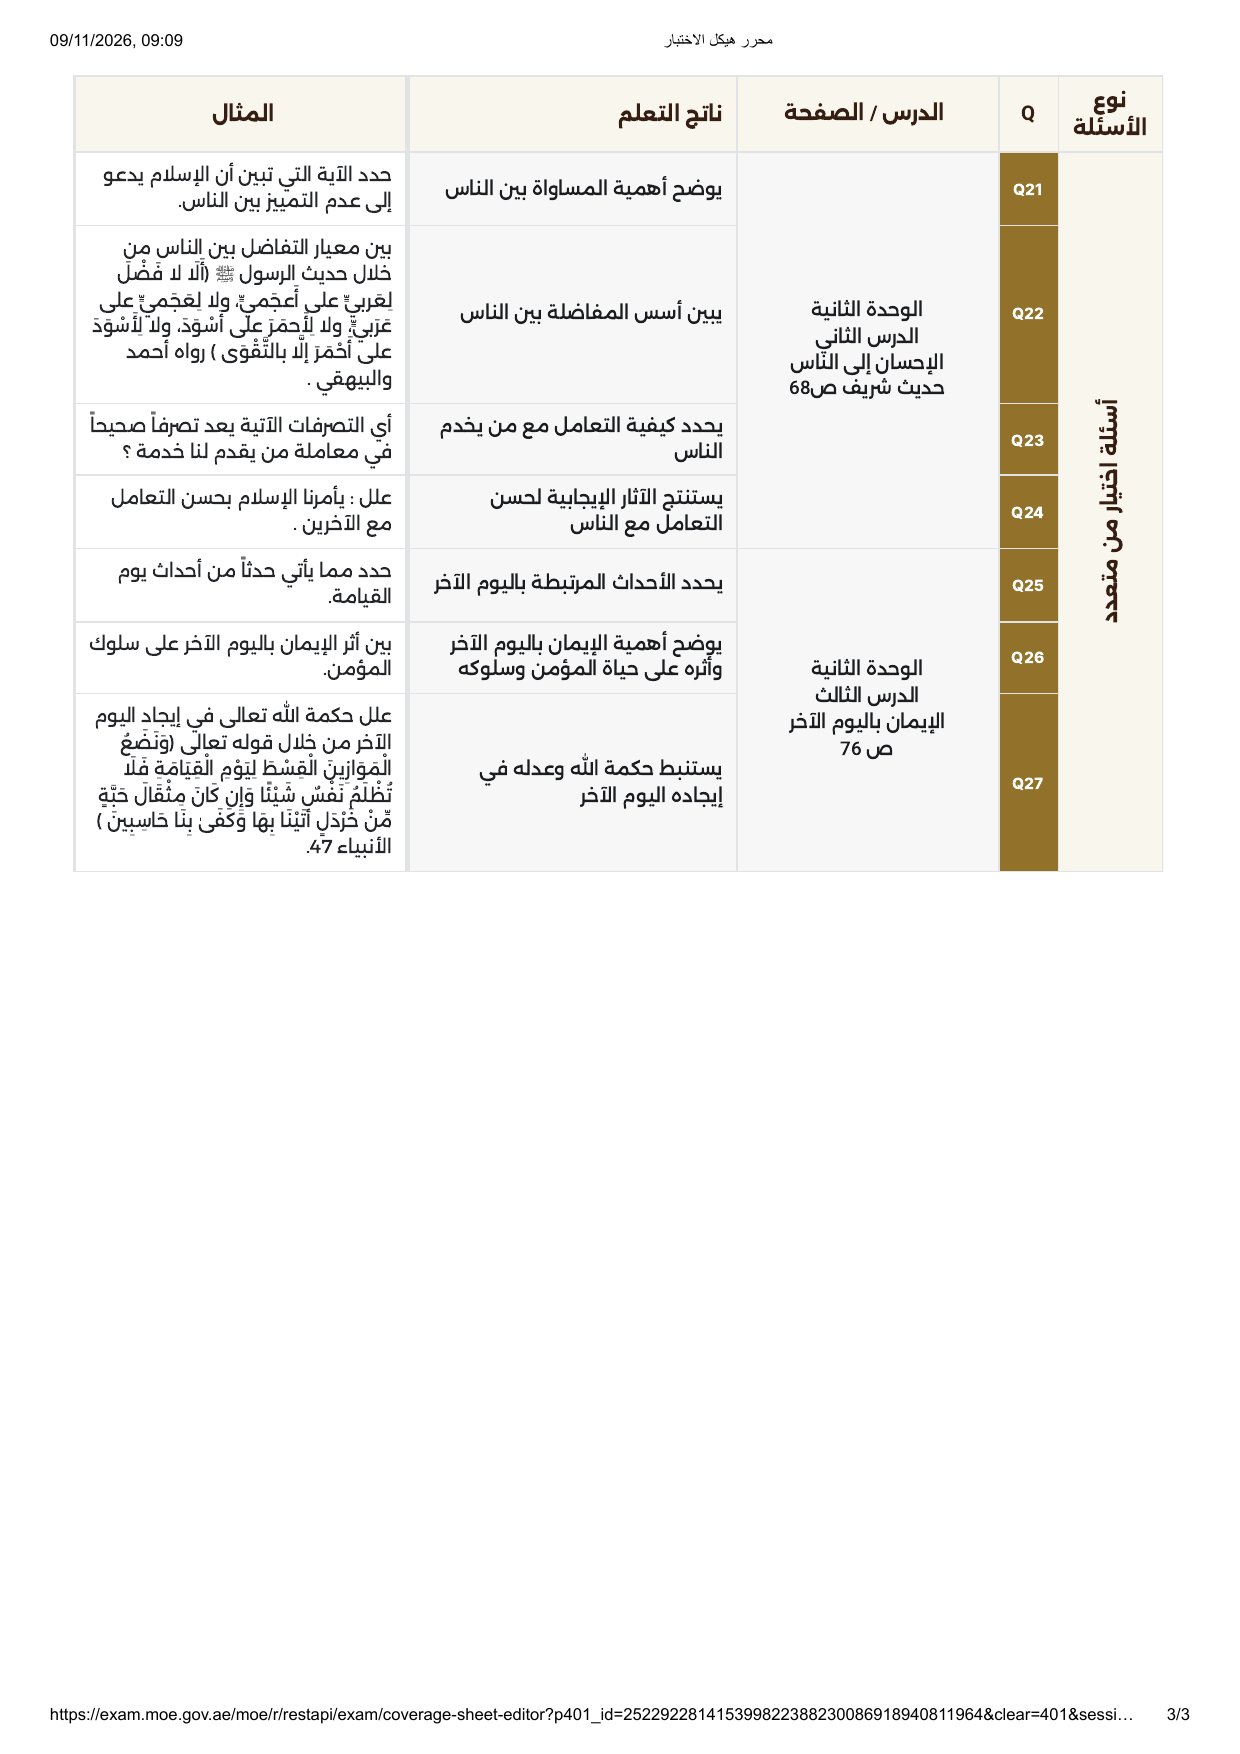 09/11/2026, 09:09
محرر هيكل الاختبار
نوع
الأسئلة
Q
الدرس / الصفحة
ناتج التعلم
المثال
أسئلة اختيار من متعدد
الوحدة الثانية
الدرس الثاني
الإحسان إلى الناس
حديث شريف ص68
Q21
يوضح أهمية المساواة بين الناس
حدد الآية التي تبين أن الإسلام يدعو
إلى عدم التمييز بين الناس.
Q22
يبين أسس المفاضلة بين الناس
بين معيار التفاضل بين الناس من
خلال حديث الرسول ﷺ (أَلَا لا فَضْلَ
لِعَربيٍّ على أَعجَميٍّ، ولا لِعَجَميٍّ على
عَرَبيٍّ، ولا لِأَحمَرَ على أَسْوَدَ، ولا لِأَسْوَدَ
على أَحْمَرَ إلَّا بالتَّقْوَى ) رواه أحمد
والبيهقي .
Q23
يحدد كيفية التعامل مع من يخدم
الناس
أي التصرفات الآتية يعد تصرفاً صحيحاً
في معاملة من يقدم لنا خدمة ؟
Q24
يستنتج الآثار الإيجابية لحسن
التعامل مع الناس
علل : يأمرنا الإسلام بحسن التعامل
مع الآخرين .
الوحدة الثانية
الدرس الثالث
الإيمان باليوم الآخر
ص 76
Q25
يحدد الأحداث المرتبطة باليوم الآخر
حدد مما يأتي حدثاً من أحداث يوم
القيامة.
Q26
يوضح أهمية الإيمان باليوم الآخر
وأثره على حياة المؤمن وسلوكه
بين أثر الإيمان باليوم الآخر على سلوك
المؤمن.
Q27
يستنبط حكمة الله وعدله في
إيجاده اليوم الآخر
علل حكمة الله تعالى في إيجاد اليوم
الآخر من خلال قوله تعالى (وَنَضَعُ
الْمَوَازِينَ الْقِسْطَ لِيَوْمِ الْقِيَامَةِ فَلَا
تُظْلَمُ نَفْسٌ شَيْئًا وَإِن كَانَ مِثْقَالَ حَبَّةٍ
مِّنْ خَرْدَلٍ أَتَيْنَا بِهَا وَكَفَىٰ بِنَا حَاسِبِينَ )
الأنبياء 47.
https://exam.moe.gov.ae/moe/r/restapi/exam/coverage-sheet-editor?p401_id=252292281415399822388230086918940811964&clear=401&sessi…
3/3